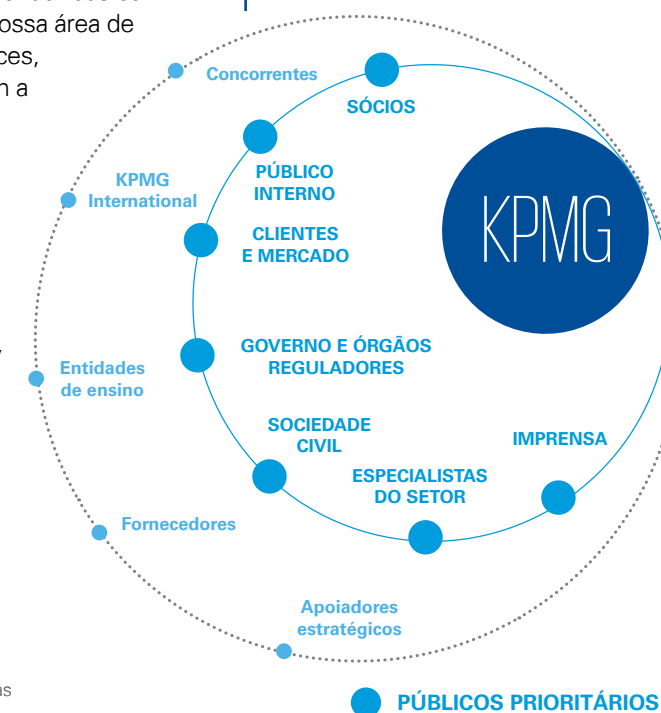 ossa área de
Concorrentes
SÓCIOS
PÚBLICO
INTERNO
KPMG
International
CLIENTES
E MERCADO
KPMG
GOVERNO E ÓRGÃOS
REGULADORES
Entidades
de ensino
SOCIEDADE
CIVIL
IMPRENSA
ESPECIALISTAS
DO SETOR
Fornecedores
Apoiadores
estratégicos
PÚBLICOS PRIORITÁRIOS